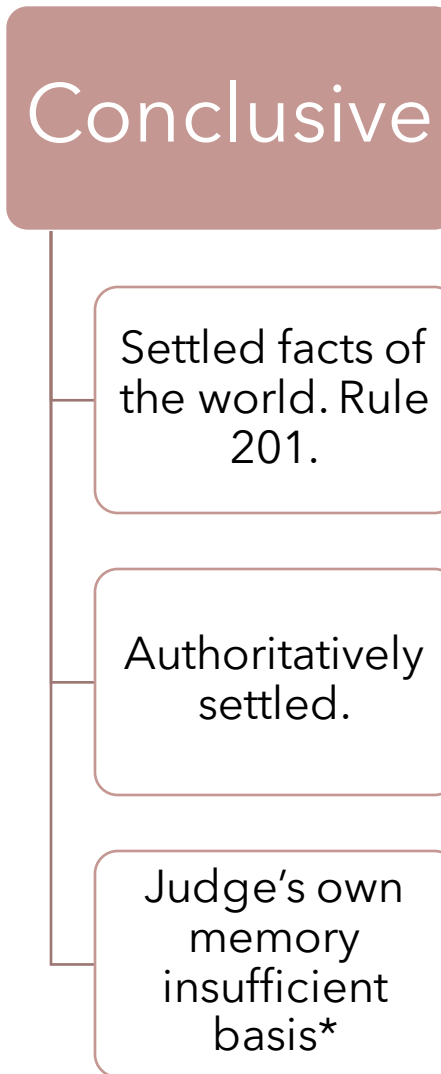 Conclusive
Settled facts of
the world. Rule
201.
Authoritatively
settled.
Judge’s own
memory
insufficient
basis*